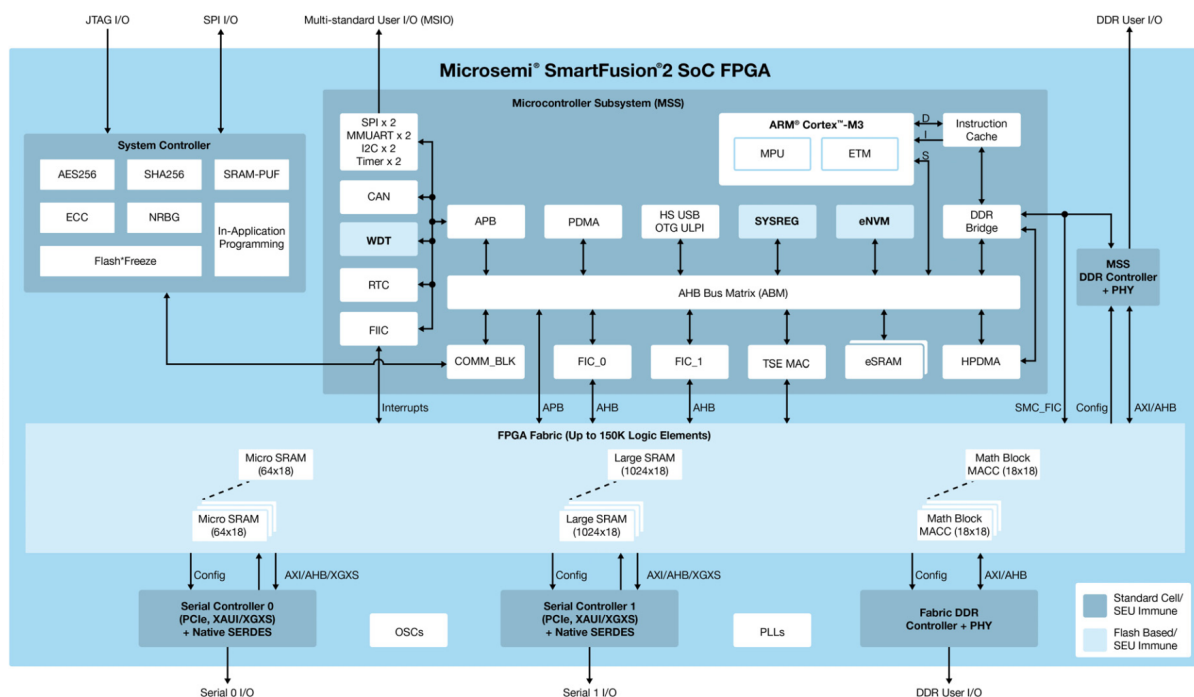 JTAG I/O
SPI I/O
Multi-standard User I/O (MSIO)
DDR User I/O
Microsemi® SmartFusion®2 SoC FPGA
Microcontroller Subsystem (MSS)
System Controller
AES256
SHA256
SRAM-PUF
ECC
NRBG
In-Application
Programming
Flash*Freeze
SPI x 2
MMUART x 2
I2C x 2
Timer x 2
CAN
WDT
RTC
FIIC
ARM® Cortex™-M3
MPU
ETM
D
I
S
Instruction
Cache
APB
PDMA
HS USB
OTG ULPI
SYSREG
eNVM
DDR
Bridge
MSS
DDR Controller
+ PHY
AHB Bus Matrix (ABM)
COMM_BLK
FIC_0
FIC_1
TSE MAC
eSRAM
HPDMA
Interrupts
APB
AHB
AHB
SMC_FIC
Config
AXI/AHB
FPGA Fabric (Up to 150K Logic Elements)
Micro SRAM
(64x18)
Large SRAM
(1024x18)
Math Block
MACC (18x18)
Micro SRAM
(64x18)
Large SRAM
(1024x18)
Math Block
MACC (18x18)
Config
AXI/AHB/XGXS
Config
AXI/AHB/XGXS
Config
AXI/AHB
Serial Controller 0
(PCIe, XAUI/XGXS)
+ Native SERDES
OSCs
Serial Controller 1
(PCIe, XAUI/XGXS)
+ Native SERDES
PLLs
Fabric DDR
Controller + PHY
Standard Cell/
SEU Immune
Flash Based/
SEU Immune
Serial 0 I/O
Serial 1 I/O
DDR User I/O